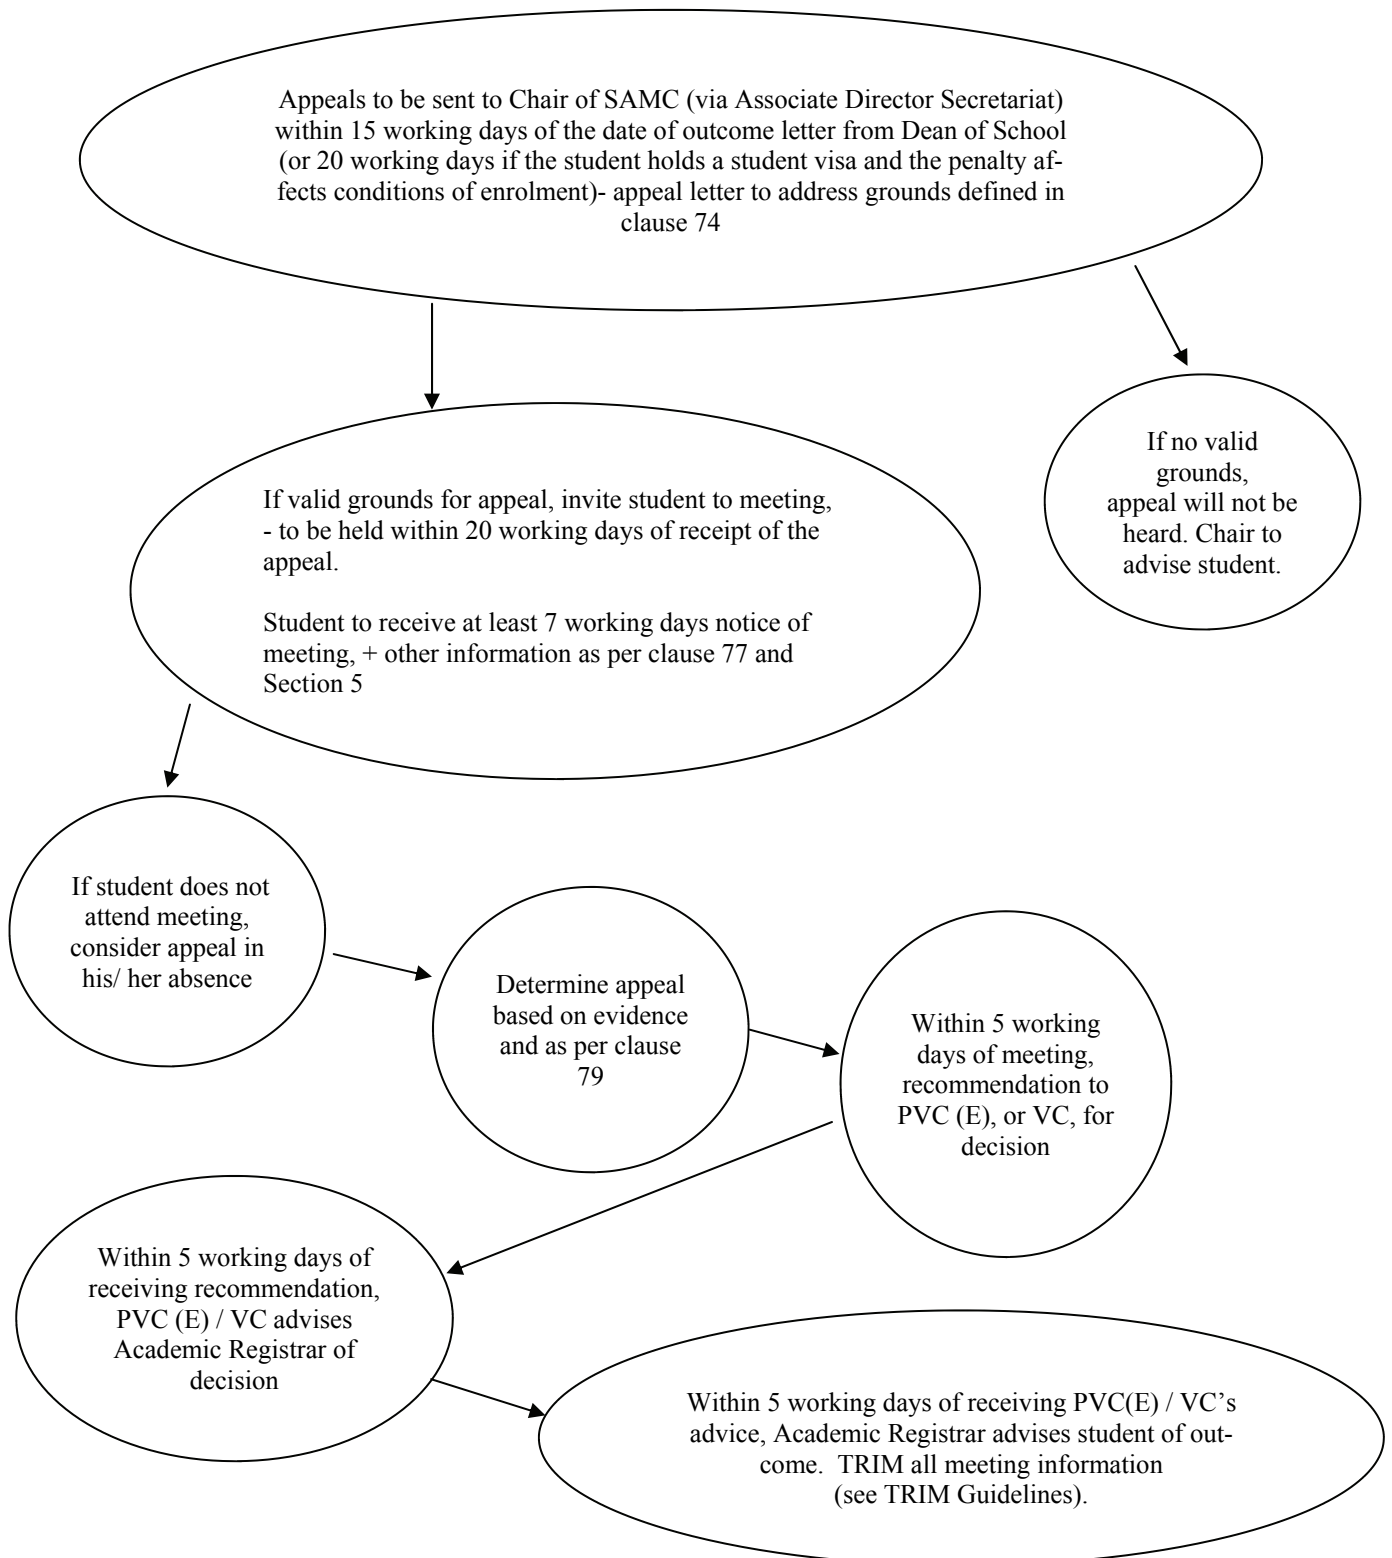 Appeals to be sent to Chair of SAMC (via Associate Director Secretariat)
within 15 working days of the date of outcome letter from Dean of School
(or 20 working days if the student holds a student visa and the penalty af-
fects conditions of enrolment)- appeal letter to address grounds defined in
clause 74
If no valid
grounds,
appeal will not be
heard. Chair to
advise student.
If valid grounds for appeal, invite student to meeting,
- to be held within 20 working days of receipt of the
appeal.
Student to receive at least 7 working days notice of
meeting, + other information as per clause 77 and
Section 5
If student does not
attend meeting,
consider appeal in
his/ her absence
Determine appeal
based on evidence
and as per clause
79
Within 5 working
days of meeting,
recommendation to
PVC (E), or VC, for
decision
Within 5 working days of
receiving recommendation,
PVC (E) / VC advises
Academic Registrar of
decision
Within 5 working days of receiving PVC(E) / VC’s
advice, Academic Registrar advises student of out-
come.  TRIM all meeting information
(see TRIM Guidelines).